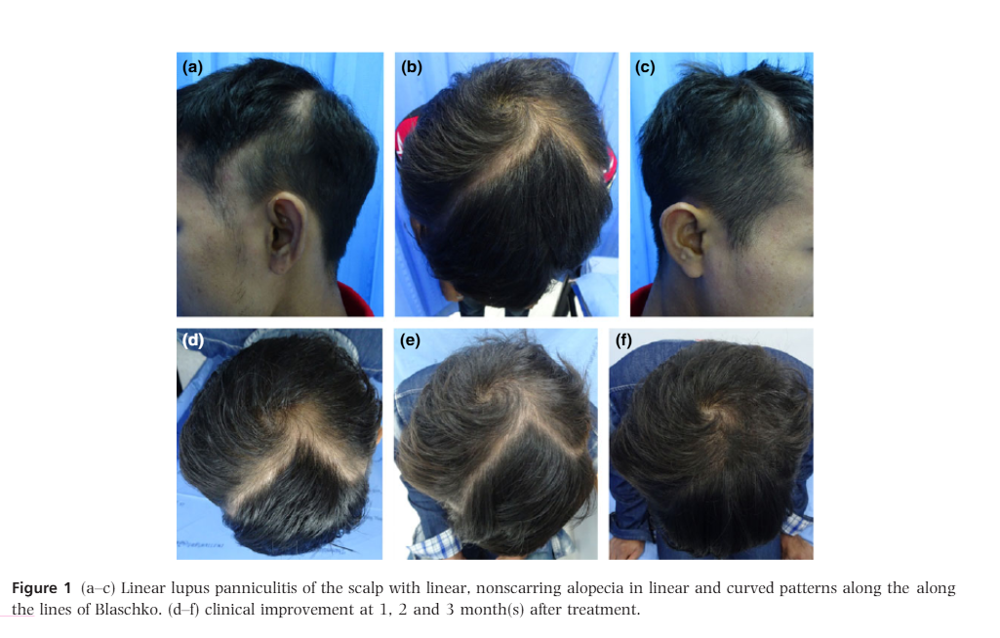 (a)
(b)
(c)
(d)
(e)
(f)
Figure 1 (a–c) Linear lupus panniculitis of the scalp with linear, nonscarring alopecia in linear and curved patterns along the along
the lines of Blaschko. (d–f) clinical improvement at 1, 2 and 3 month(s) after treatment.